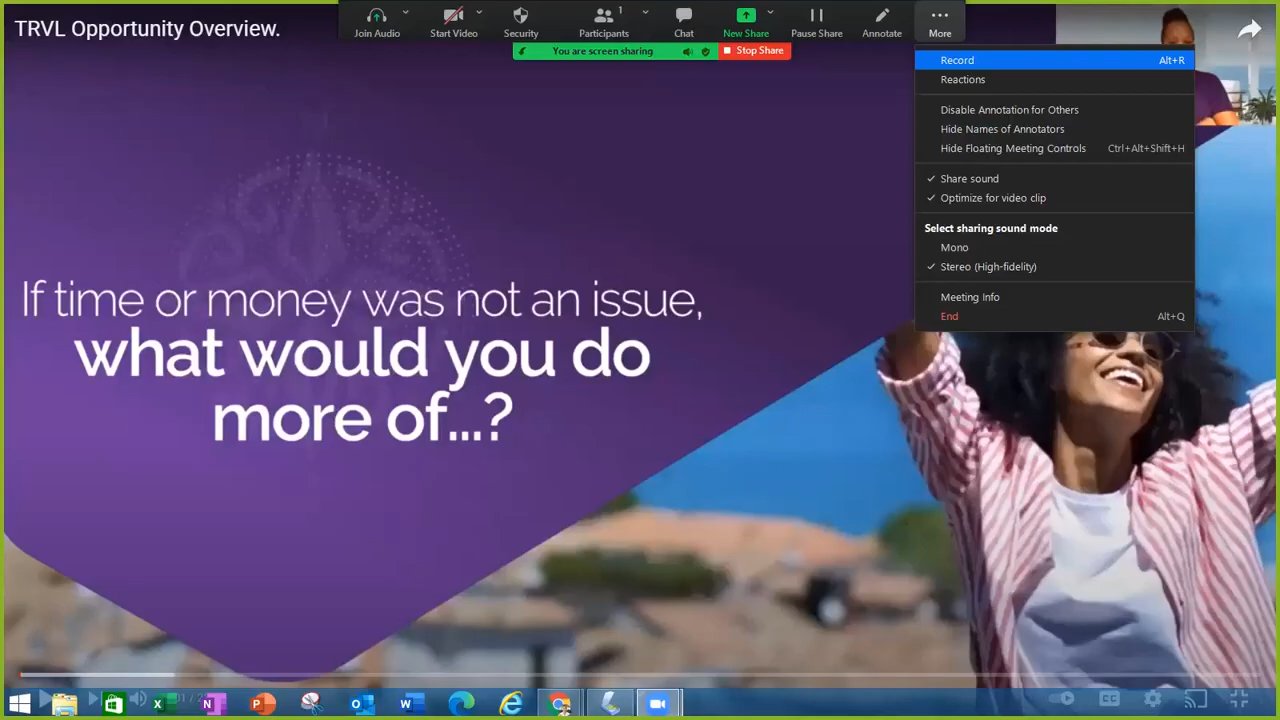 TRVL Opportunity Overview.
1
Join Audio
Start Video
Security
Participants
Chat
New Share
Pause Share
Annotate
More
You are screen sharing
Stop Share
Record Alt+R
Reactions
Disable Annotation for Others
Hide Names of Annotators
Hide Floating Meeting Controls Ctrl+Alt+Shift+H
Share sound
Optimize for video clip
Select sharing sound mode
Mono
Stereo (High-fidelity)
Meeting Info
End Alt+Q
If time or money was not an issue,
what would you do
more of...?
CC